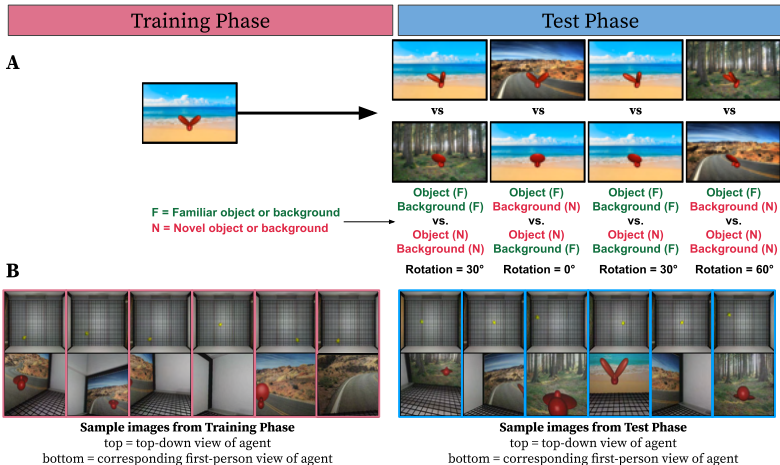 Training Phase
Test Phase
A
vs vs vs vs
Object (F) Object (F) Object (F) Object (F)
Background (F) Background (N) Background (F) Background (N)
vs. vs. vs. vs.
Object (N) Object (N) Object (N) Object (N)
Background (N) Background (F) Background (F) Background (N)
Rotation = 30° Rotation = 0° Rotation = 30° Rotation = 60°
F = Familiar object or background
N = Novel object or background
B
Sample images from Training Phase
top = top-down view of agent
bottom = corresponding first-person view of agent
Sample images from Test Phase
top = top-down view of agent
bottom = corresponding first-person view of agent